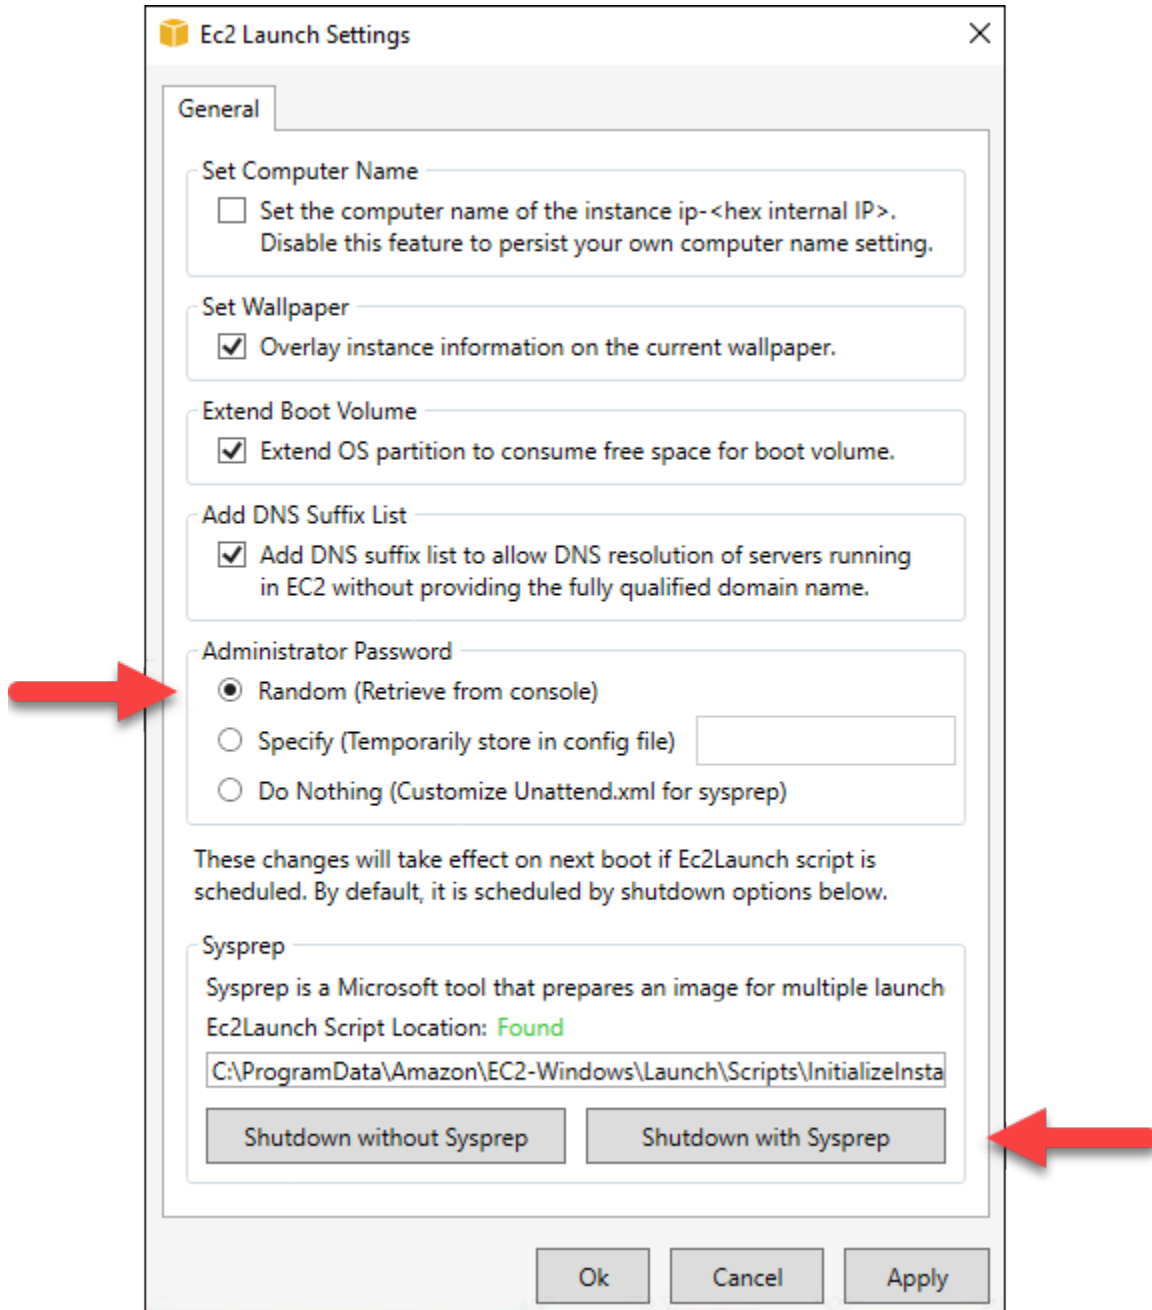 Ec2 Launch Settings
General
Set Computer Name
Set the computer name of the instance ip-<hex internal IP>.
Disable this feature to persist your own computer name setting.
Set Wallpaper
Overlay instance information on the current wallpaper.
Extend Boot Volume
Extend OS partition to consume free space for boot volume.
Add DNS Suffix List
Add DNS suffix list to allow DNS resolution of servers running
in EC2 without providing the fully qualified domain name.
Administrator Password
Random (Retrieve from console)
Specify (Temporarily store in config file)
Do Nothing (Customize Unattend.xml for sysprep)
These changes will take effect on next boot if Ec2Launch script is
scheduled. By default, it is scheduled by shutdown options below.
Sysprep
Sysprep is a Microsoft tool that prepares an image for multiple launch
Ec2Launch Script Location: Found
C:\ProgramData\Amazon\EC2-Windows\Launch\Scripts\InitializeInsta
Shutdown without Sysprep
Shutdown with Sysprep
Ok
Cancel
Apply